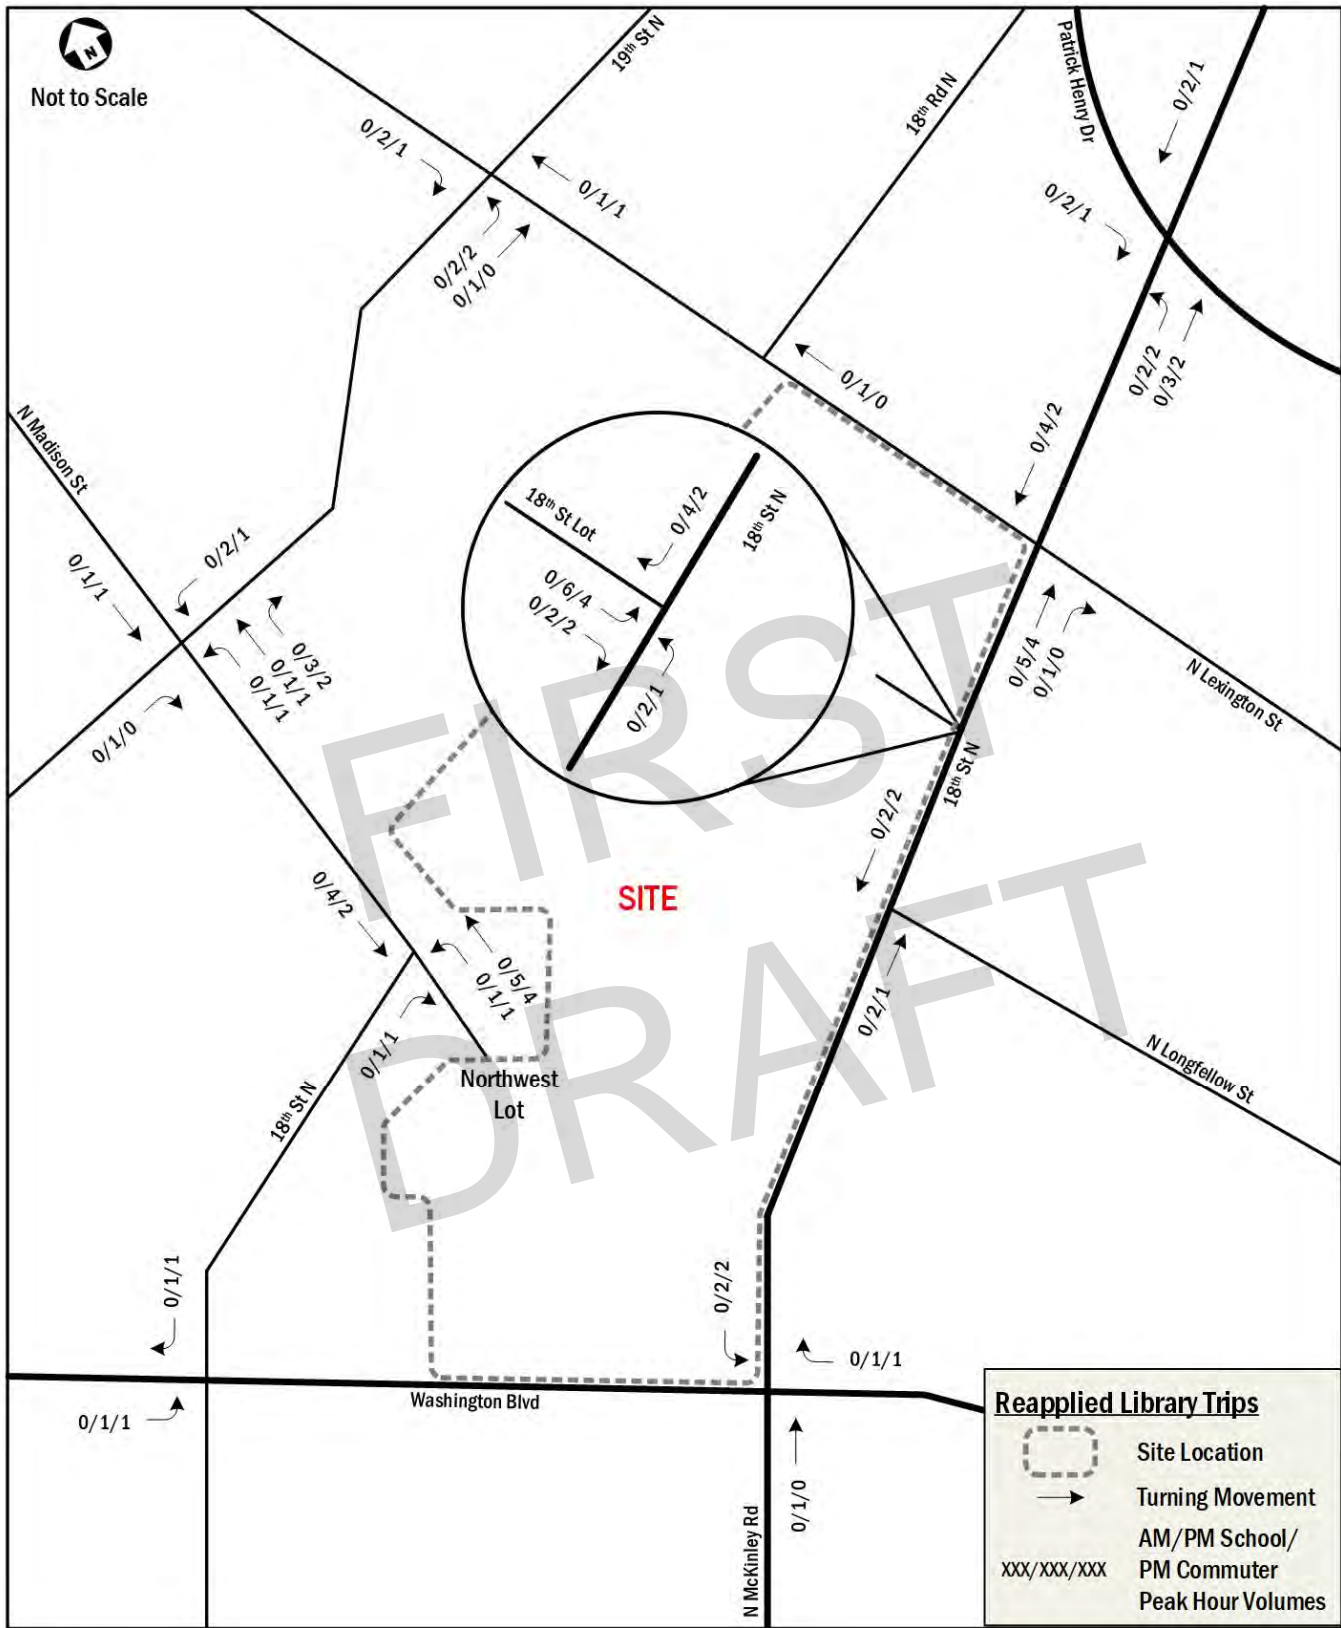 N
Not to Scale
19th St N
18th Rd N
Patrick Henry Dr
0/2/1
0/2/1
0/1/1
0/2/2
0/1/0
0/2/1
0/2/2
0/3/2
0/1/0
0/4/2
N Madison St
18th St Lot
0/4/2
18th St N
0/6/4
0/2/2
0/2/1
0/1/1
0/2/1
0/3/2
0/1/1
0/1/1
0/1/0
0/5/4
0/1/0
N Lexington St
18th St N
FIRST
DRAFT
SITE
0/2/2
0/4/2
0/5/4
0/1/1
0/1/1
0/2/1
N Longfellow St
Northwest
Lot
18th St N
0/1/1
0/2/2
0/1/1
0/1/1
Washington Blvd
0/1/0
N McKinley Rd
Reapplied Library Trips
Site Location
Turning Movement
XXX/XXX/XXX
AM/PM School/
PM Commuter
Peak Hour Volumes